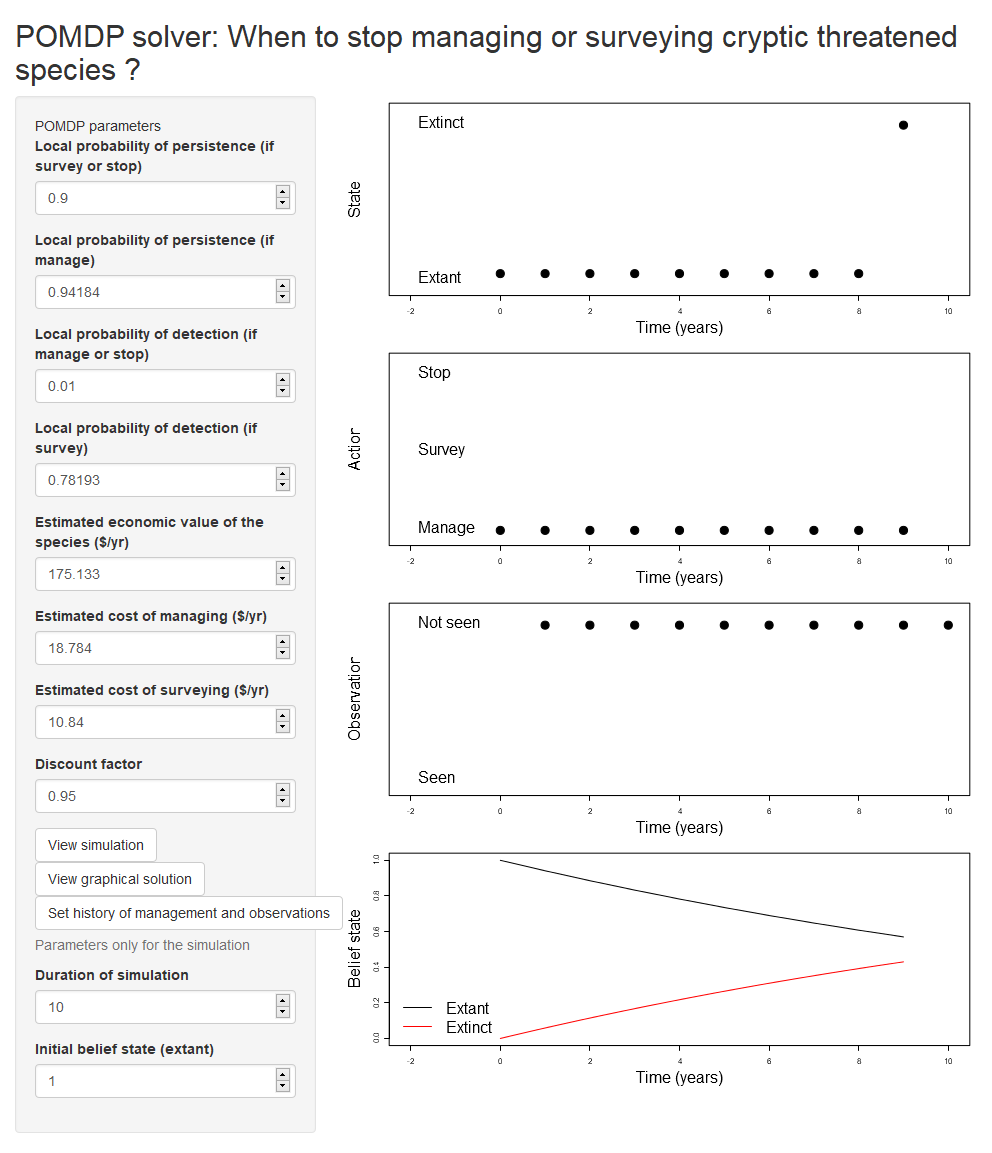 POMDP solver: When to stop managing or surveying cryptic threatened
species ?
POMDP parameters
Local probability of persistence (if
survey or stop)
0.9
Local probability of persistence (if
manage)
0.94184
Local probability of detection (if
manage or stop)
0.01
Local probability of detection (if
survey)
0.78193
Estimated economic value of the
species ($/yr)
175.133
Estimated cost of managing ($/yr)
18.784
Estimated cost of surveying ($/yr)
10.84
Discount factor
0.95
View simulation
View graphical solution
Set history of management and observations
Parameters only for the simulation
Duration of simulation
10
Initial belief state (extant)
1
State
Extinct
Extant
-2 0 2 4 6 8 10
Time (years)
Action
Stop
Survey
Manage
-2 0 2 4 6 8 10
Time (years)
Observation
Not seen
Seen
-2 0 2 4 6 8 10
Time (years)
Belief state
1.0
0.8
0.6
0.4
0.2
0.0
Extant
Extinct
-2 0 2 4 6 8 10
Time (years)